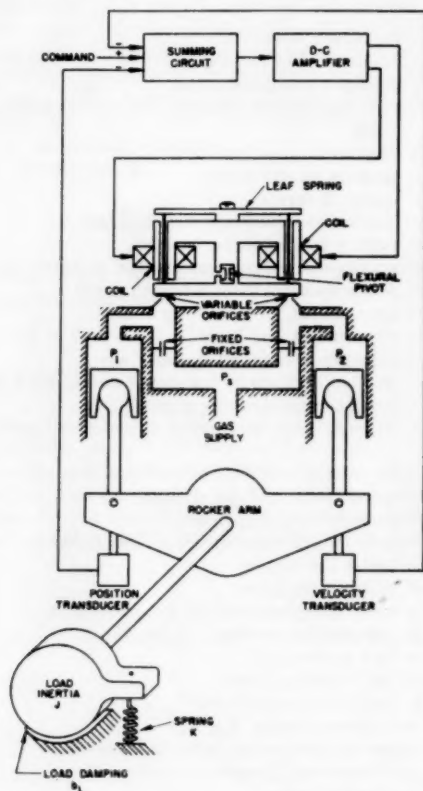 COMMAND
-
+
-
SUMMING
CIRCUIT
D-C
AMPLIFIER
LEAF SPRING
COIL
COIL
FLEXURAL
PIVOT
VARIABLE
ORIFICES
FIXED
ORIFICES
P1
P2
Ps
GAS
SUPPLY
ROCKER ARM
POSITION
TRANSDUCER
VELOCITY
TRANSDUCER
LOAD
INERTIA
J
SPRING
K
LOAD DAMPING
bL